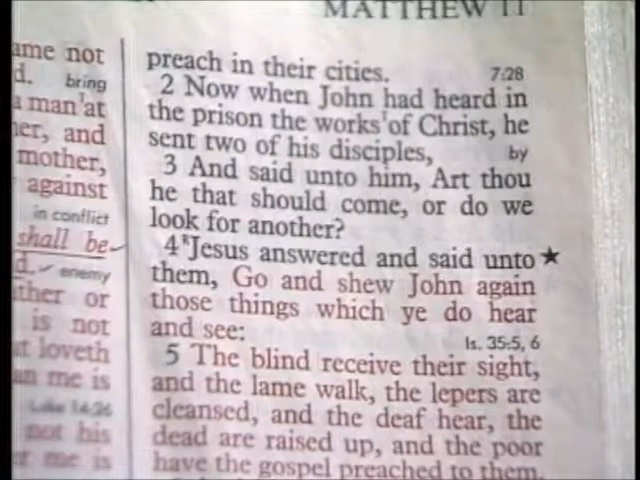 MATTHEW 11
ame not
d. bring
a man at
her, and
mother,
against
in conflict
shall be
d. enemy
ther or
is not
at loveth
an me is
Luke 14:26
not his
r me is
preach in their cities. 7:28
2 Now when John had heard in
the prison the works of Christ, he
sent two of his disciples, by
3 And said unto him, Art thou
he that should come, or do we
look for another?
4 Jesus answered and said unto ★
them, Go and shew John again
those things which ye do hear
and see: Is. 35:5, 6
5 The blind receive their sight,
and the lame walk, the lepers are
cleansed, and the deaf hear, the
dead are raised up, and the poor
have the gospel preached to them.